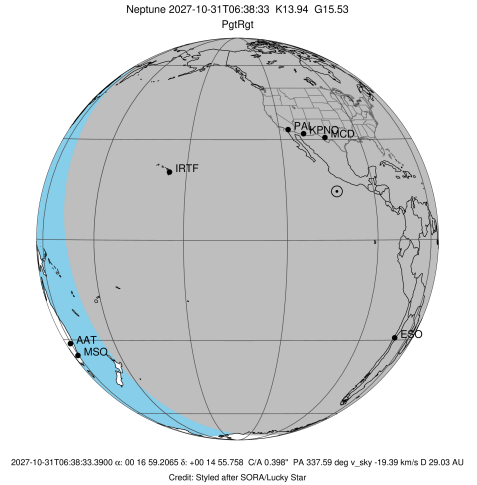 Neptune 2027-10-31T06:38:33 K13.94 G15.53
PgtRgt
PAL
KPNO
MCD
IRTF
ESO
AAT
MSO
2027-10-31T06:38:33.3900 α: 00 16 59.2065 δ: +00 14 55.758 C/A 0.398" PA 337.59 deg v_sky -19.39 km/s D 29.03 AU
Credit: Styled after SORA/Lucky Star